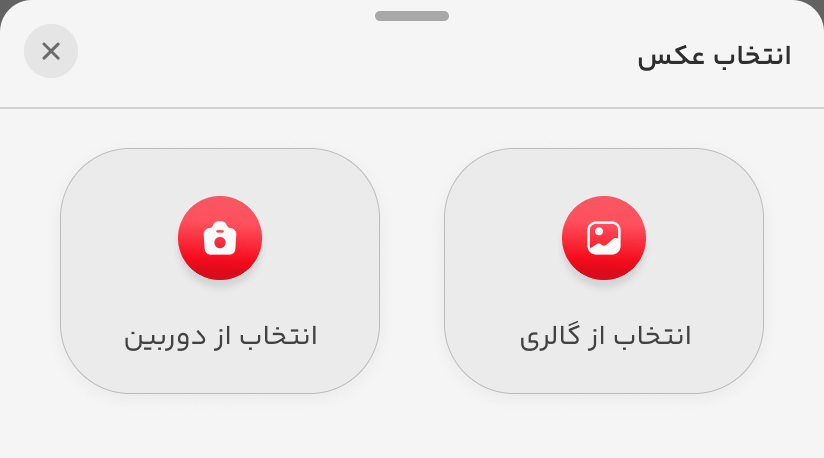 انتخاب عکس
انتخاب از گالری
انتخاب از دوربین